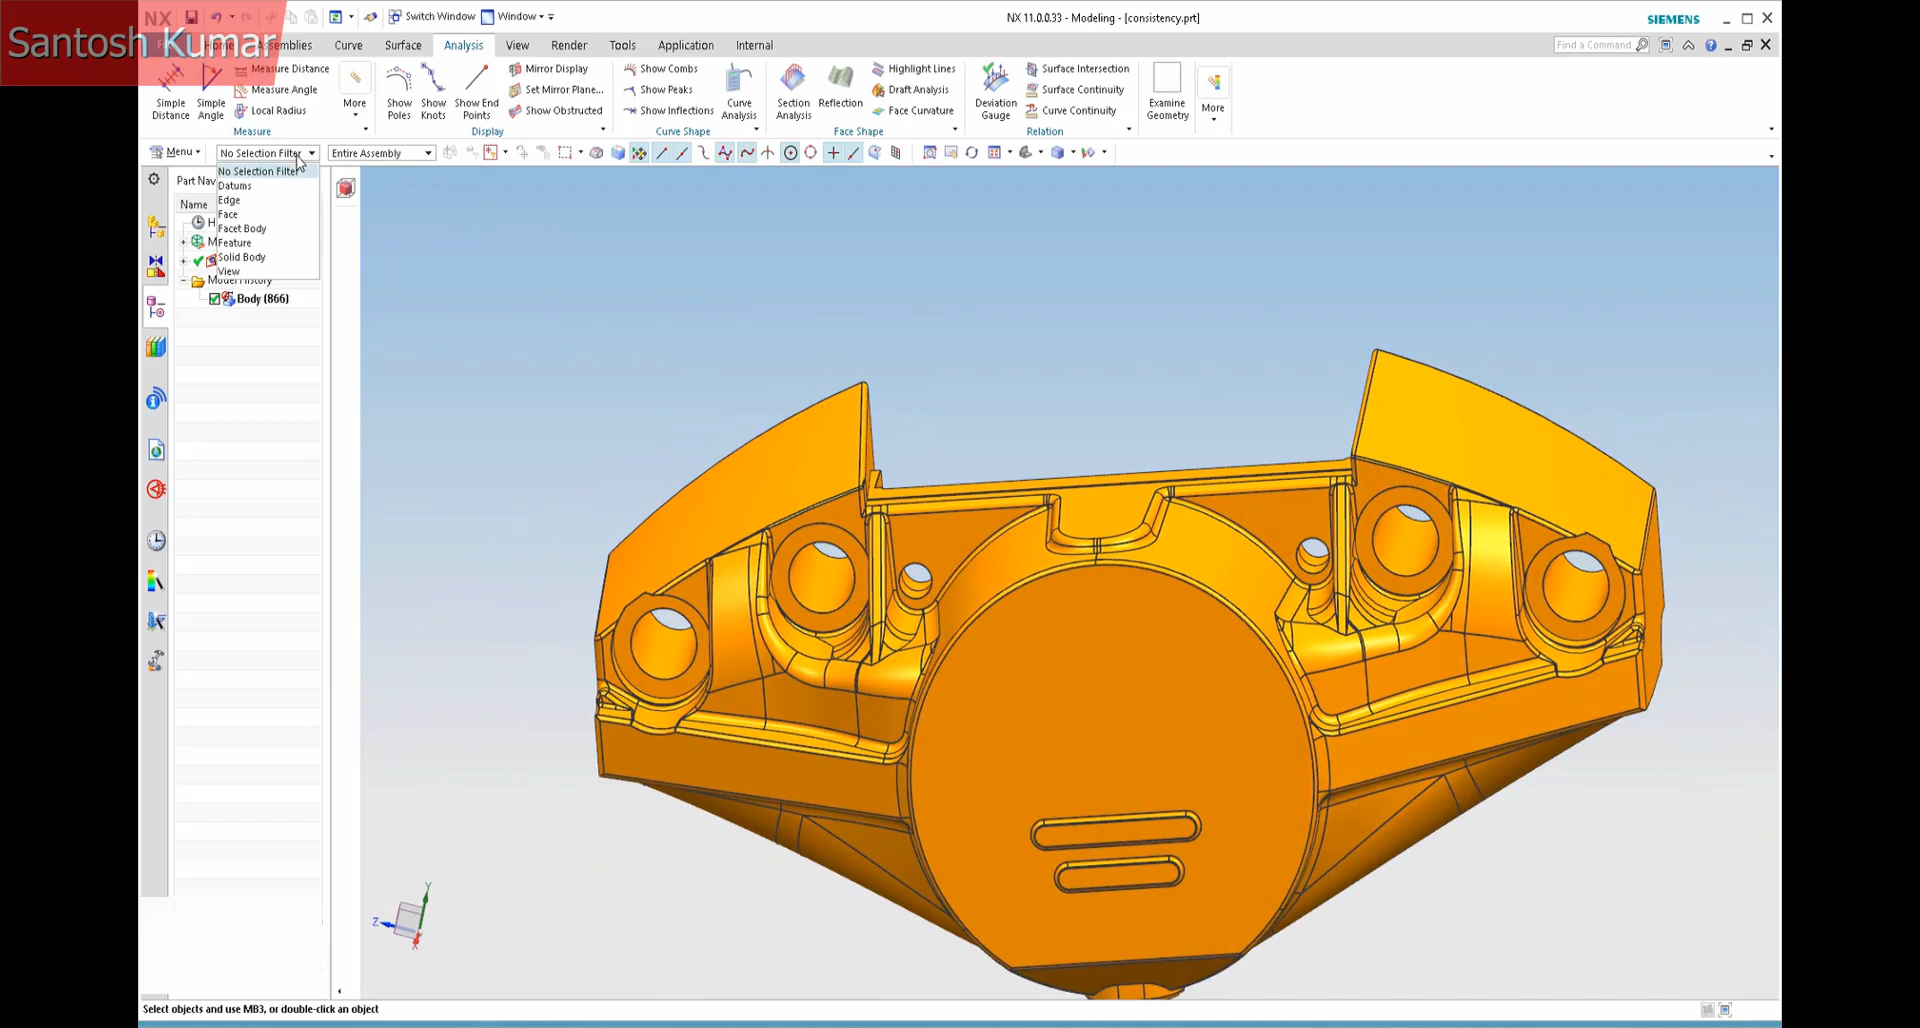 NX
Switch Window
Window
NX 11.0.0.33 - Modeling - [consistency.prt]
SIEMENS
Santosh Kumar
Home
Assemblies
Curve
Surface
Analysis
View
Render
Tools
Application
Internal
Find a Command
Simple Distance
Simple Angle
Measure Distance
Measure Angle
Local Radius
More
Measure
Show Poles
Show Knots
Show End Points
Mirror Display
Set Mirror Plane...
Show Obstructed
Display
Show Combs
Show Peaks
Show Inflections
Curve Analysis
Curve Shape
Section Analysis
Reflection
Highlight Lines
Draft Analysis
Face Curvature
Face Shape
Deviation Gauge
Surface Intersection
Surface Continuity
Curve Continuity
Relation
Examine Geometry
More
Menu
No Selection Filter
Entire Assembly
No Selection Filter
Datums
Edge
Face
Facet Body
Feature
Solid Body
View
Part Nav
Name
H
M
Model History
Body (866)
Y
Z
X
Select objects and use MB3, or double-click an object